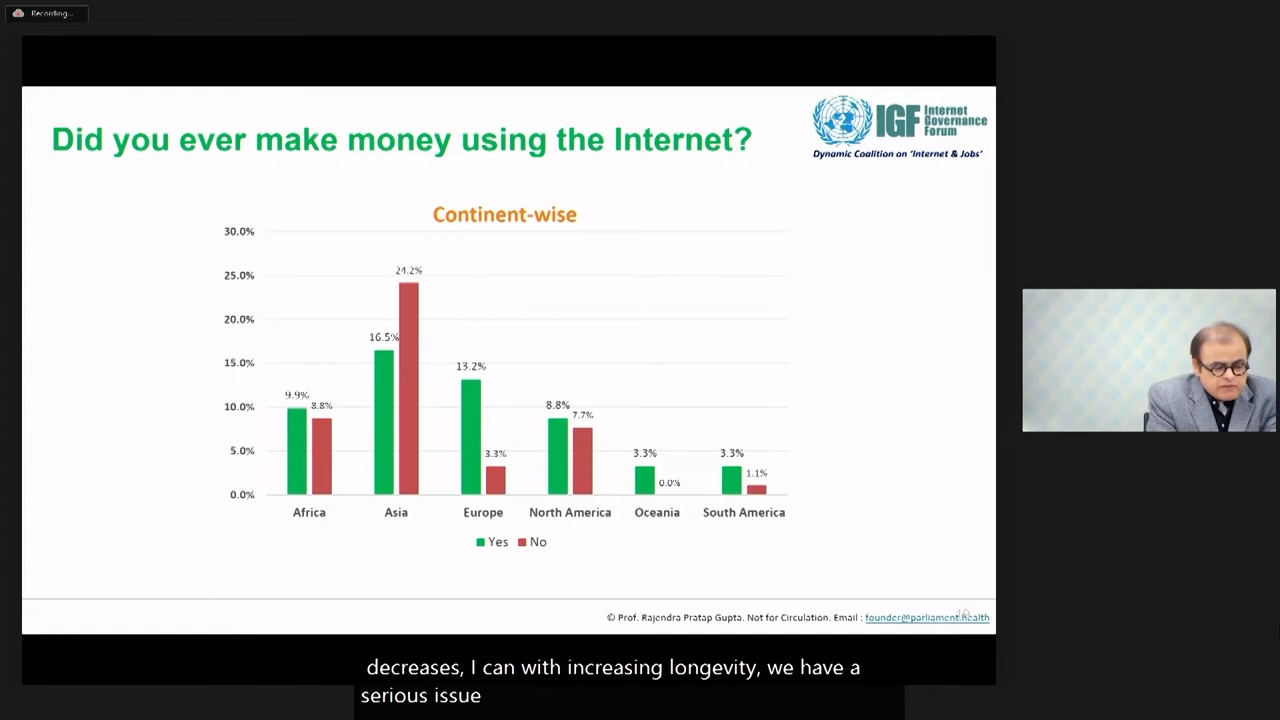 Recording...
Did you ever make money using the Internet?
IGF Internet Governance Forum
Dynamic Coalition on 'Internet & Jobs'
Continent-wise
30.0%
25.0%
20.0%
15.0%
10.0%
5.0%
0.0%
9.9%
8.8%
16.5%
24.2%
13.2%
3.3%
8.8%
7.7%
3.3%
0.0%
3.3%
1.1%
Africa
Asia
Europe
North America
Oceania
South America
Yes No
© Prof. Rajendra Pratap Gupta. Not for Circulation. Email : founder@parliament.health
decreases, I can with increasing longevity, we have a
serious issue